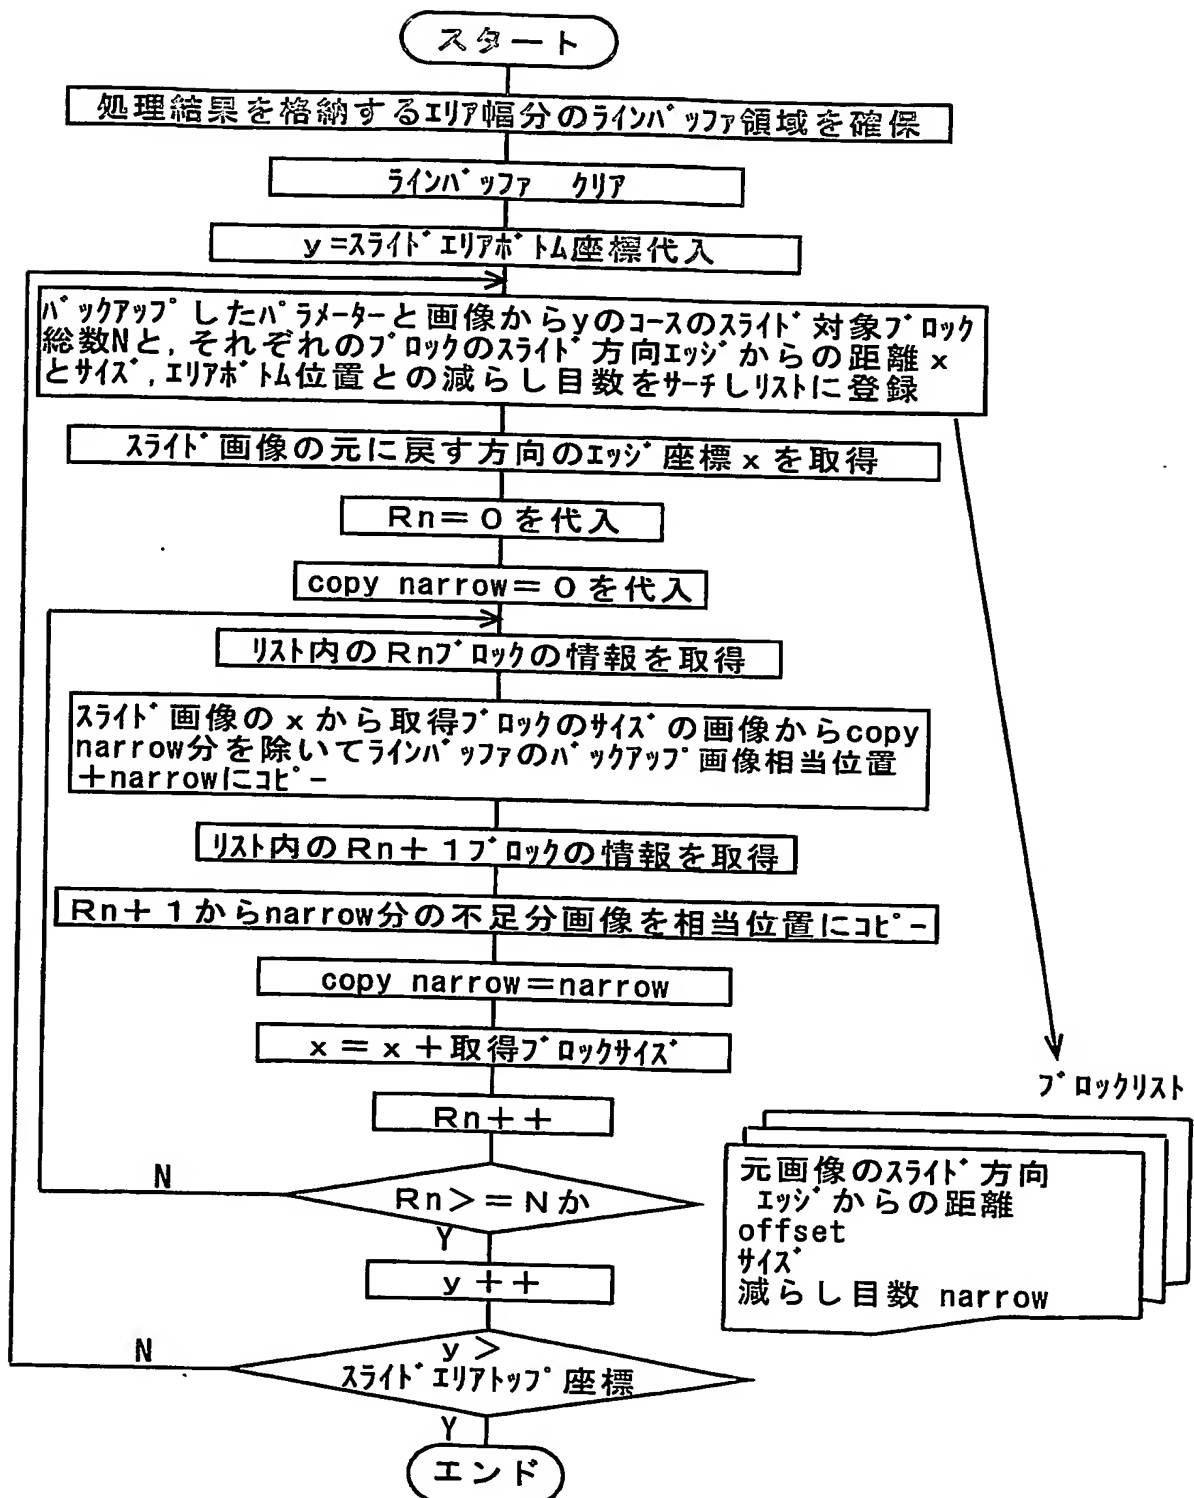 スタート
処理結果を格納するエリア幅分のラインバッファ領域を確保
ラインバッファ クリア
y=スライドエリアボトム座標代入
バックアップしたパラメーターと画像からyのコースのスライド対象ブロック
総数Nと,それぞれのブロックのスライド方向エッジからの距離x
とサイズ,エリアボトム位置との減らし目数をサーチしリストに登録
スライド画像の元に戻す方向のエッジ座標xを取得
Rn=0を代入
copy narrow=0を代入
リスト内のRnブロックの情報を取得
スライド画像のxから取得ブロックのサイズの画像からcopy
narrow分を除いてラインバッファのバックアップ画像相当位置
+narrowにコピー
リスト内のRn+1ブロックの情報を取得
Rn+1からnarrow分の不足分画像を相当位置にコピー
copy narrow=narrow
x=x+取得ブロックサイズ
Rn++
Rn>=Nか
N
Y
y++
y>
スライドエリアトップ座標
N
Y
エンド
ブロックリスト
元画像のスライド方向
エッジからの距離
offset
サイズ
減らし目数 narrow